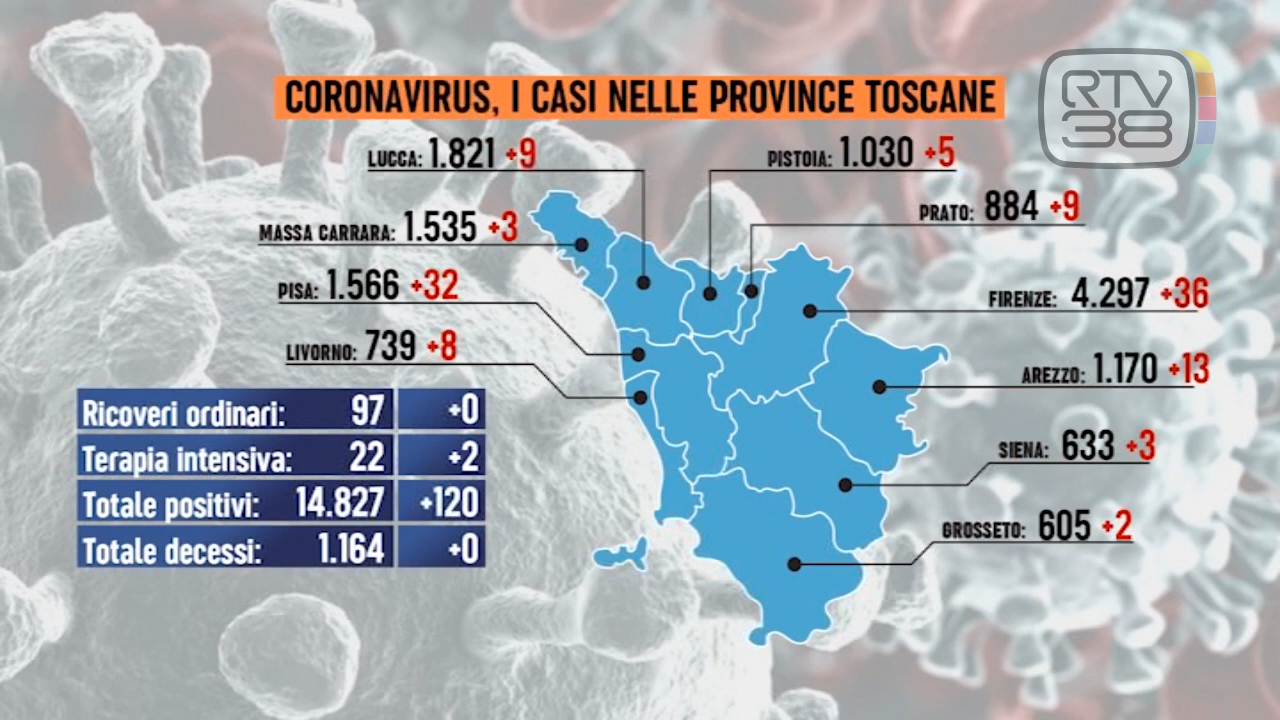 CORONAVIRUS, I CASI NELLE PROVINCE TOSCANE
RTV
38
LUCCA: 1.821 +9
PISTOIA: 1.030 +5
MASSA CARRARA: 1.535 +3
PRATO: 884 +9
PISA: 1.566 +32
FIRENZE: 4.297 +36
LIVORNO: 739 +8
AREZZO: 1.170 +13
SIENA: 633 +3
GROSSETO: 605 +2
Ricoveri ordinari: 97 +0
Terapia intensiva: 22 +2
Totale positivi: 14.827 +120
Totale decessi: 1.164 +0